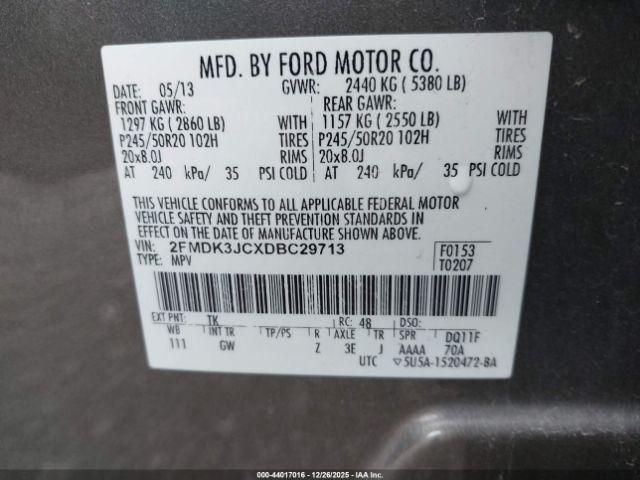 MFD. BY FORD MOTOR CO.
DATE: 05/13 GVWR: 2440 KG ( 5380 LB)
FRONT GAWR: REAR GAWR:
1297 KG ( 2860 LB) WITH 1157 KG ( 2550 LB) WITH
P245/50R20 102H TIRES P245/50R20 102H TIRES
20x8.0J RIMS 20x8.0J RIMS
AT 240 kPa/ 35 PSI COLD AT 240 kPa/ 35 PSI COLD
THIS VEHICLE CONFORMS TO ALL APPLICABLE FEDERAL MOTOR
VEHICLE SAFETY AND THEFT PREVENTION STANDARDS IN
EFFECT ON THE DATE OF MANUFACTURE SHOWN ABOVE.
VIN: 2FMDK3JCXDBC29713 F0153
TYPE: MPV T0207
EXT PNT: TK RC: 48 DSO:
WB INT TR TP/PS R AXLE TR SPR DQ11F
111 GW Z 3E J AAAA 70A
UTC ▽5U5A-1520472-BA
000-44017016 - 12/26/2025 - IAAI.COM